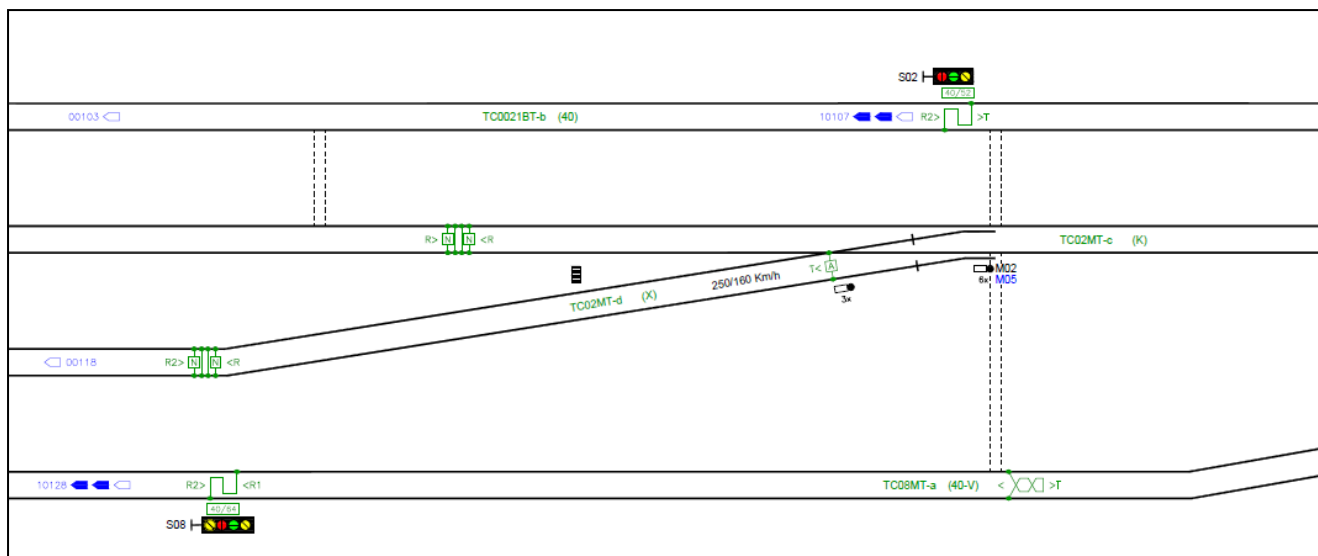 S02
40/52
00103
TC0021BT-b (40)
10107
R2>
>T
R>
N
N
<R
TC02MT-c (K)
T<
A
250/160 Km/h
M02
6x
M05
3x
TC02MT-d (X)
00118
R2>
N
N
<R
10128
R2>
<R1
TC08MT-a (40-V)
<
>T
40/84
S08